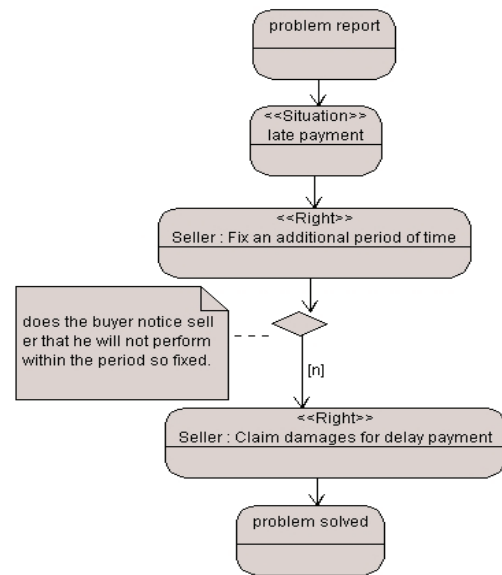 problem report
<<Situation>>
late payment
<<Right>>
Seller : Fix an additional period of time
does the buyer notice sell
er that he will not perform
within the period so fixed.
[n]
<<Right>>
Seller : Claim damages for delay payment
problem solved